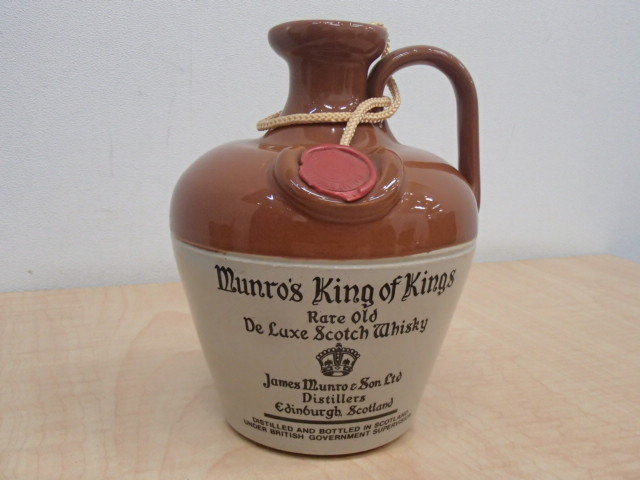 Munro's King of Kings
Rare Old
De Luxe Scotch Whisky
James Munro & Son Ltd
Distillers
Edinburgh, Scotland
DISTILLED AND BOTTLED IN SCOTLAND
UNDER BRITISH GOVERNMENT SUPERVISION